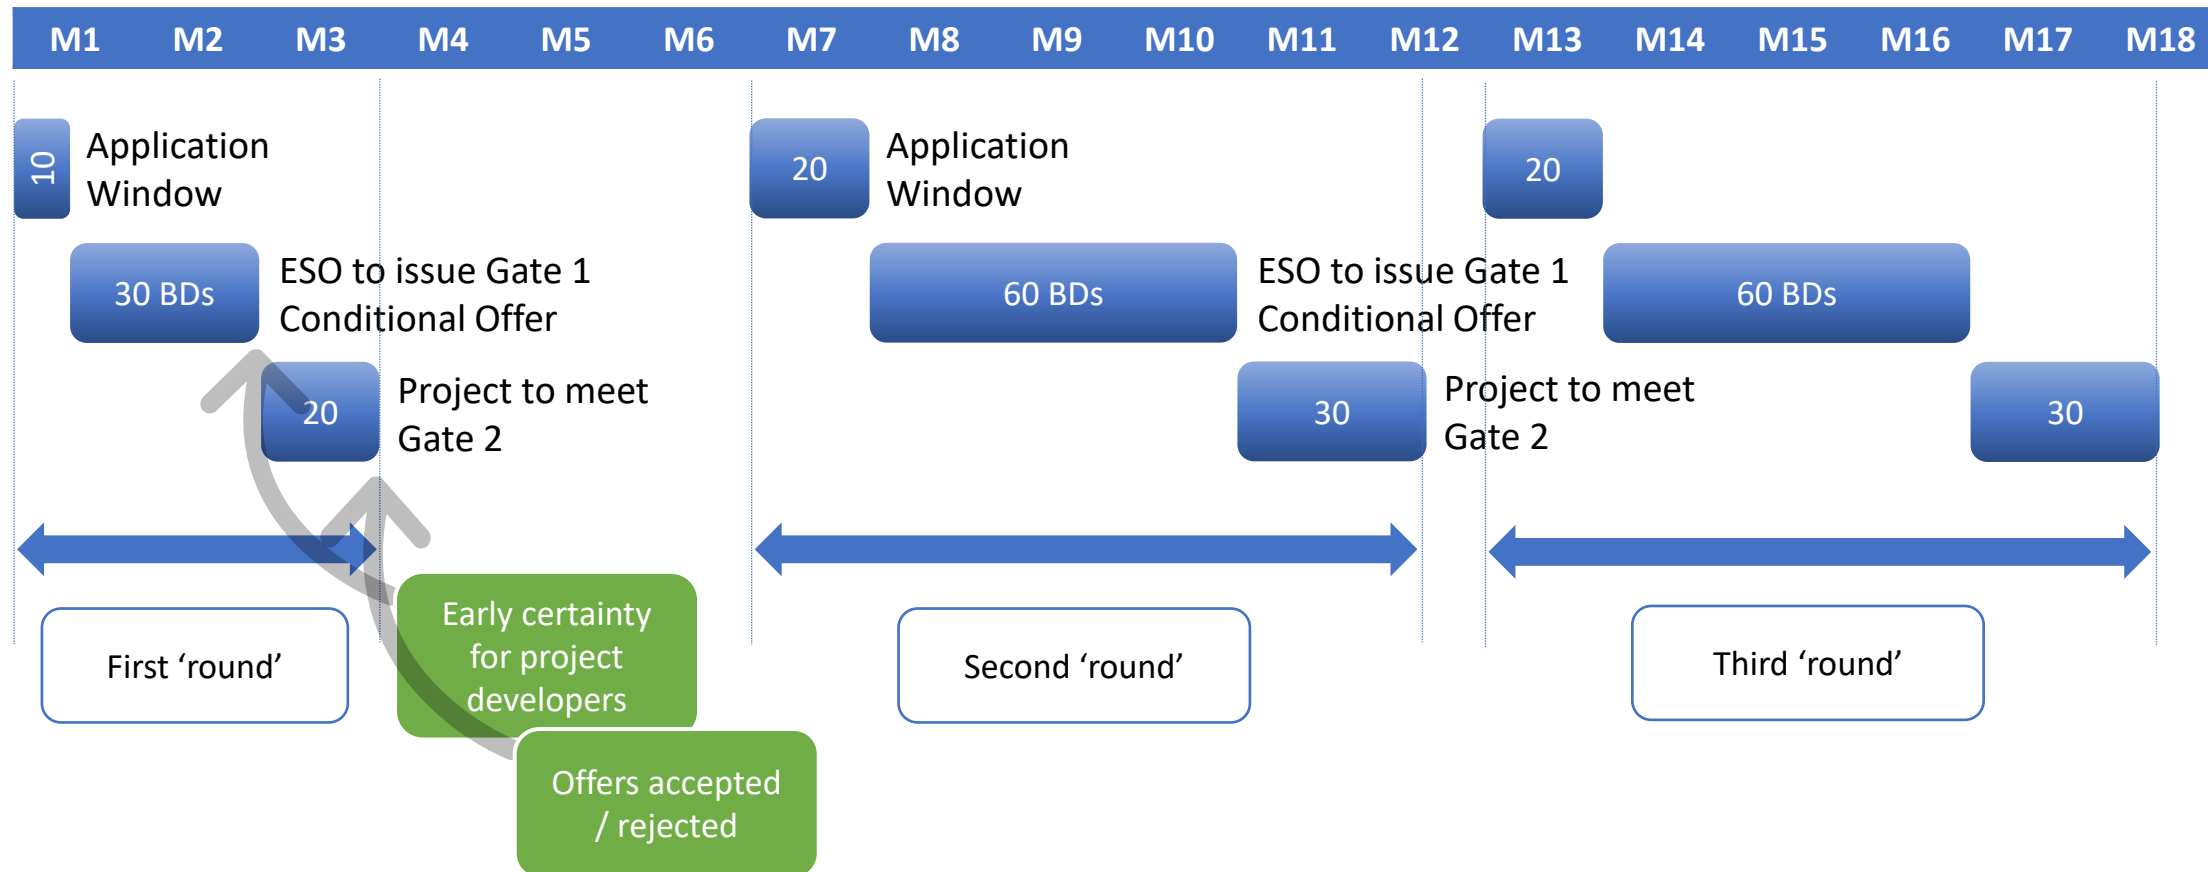 M1 M2 M3 M4 M5 M6 M7 M8 M9 M10 M11 M12 M13 M14 M15 M16 M17 M18
10
Application
Window
20
Application
Window
20
30 BDs
ESO to issue Gate 1
Conditional Offer
60 BDs
ESO to issue Gate 1
Conditional Offer
60 BDs
20
Project to meet
Gate 2
30
Project to meet
Gate 2
30
First ‘round’
Early certainty
for project
developers
Offers accepted
/ rejected
Second ‘round’
Third ‘round’